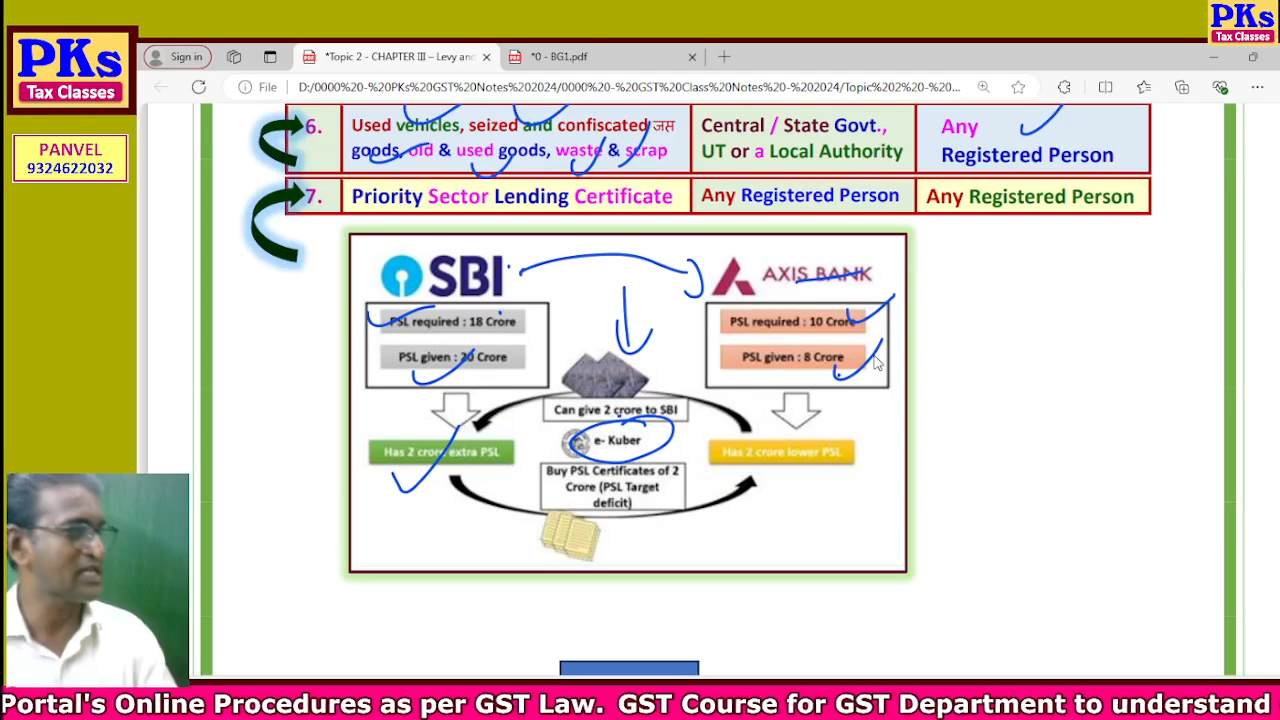 PKs
Tax Classes
PKs
Tax Classes
Sign in
*Topic 2 - CHAPTER III – Levy and
*0 - BG1.pdf
PANVEL
9324622032
File
D:/0000%20-%20PKs%20GST%20Notes%202024/0000%20-%20GST%20Class%20Notes%20-%202024/Topic%202%20-%20...
6.
Used vehicles, seized and confiscated जप्त
goods, old & used goods, waste & scrap
Central / State Govt.,
UT or a Local Authority
Any
Registered Person
7.
Priority Sector Lending Certificate
Any Registered Person
Any Registered Person
SBI
AXIS BANK
PSL required : 18 Crore
PSL given : 20 Crore
PSL required : 10 Crore
PSL given : 8 Crore
Can give 2 crore to SBI
e- Kuber
Has 2 crore extra PSL
Has 2 crore lower PSL
Buy PSL Certificates of 2
Crore (PSL Target
deficit)
Portal's Online Procedures as per GST Law. GST Course for GST Department to understand